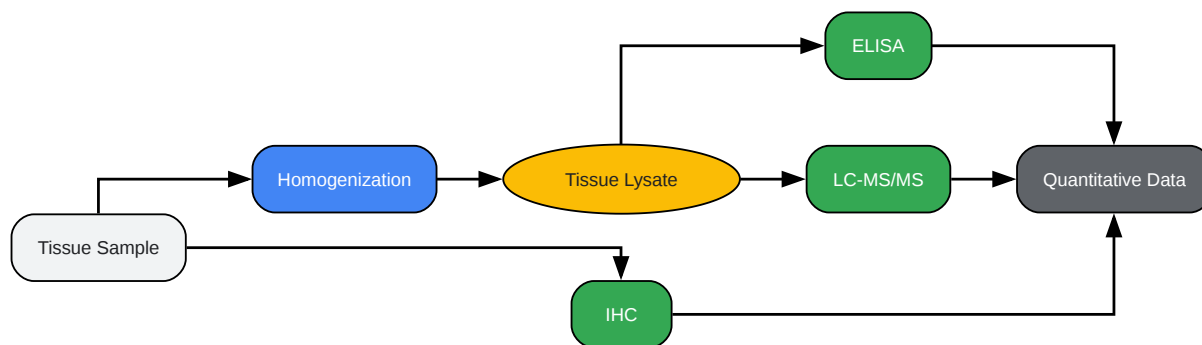 ELISA
Homogenization
Tissue Lysate
LC-MS/MS
Quantitative Data
Tissue Sample
IHC